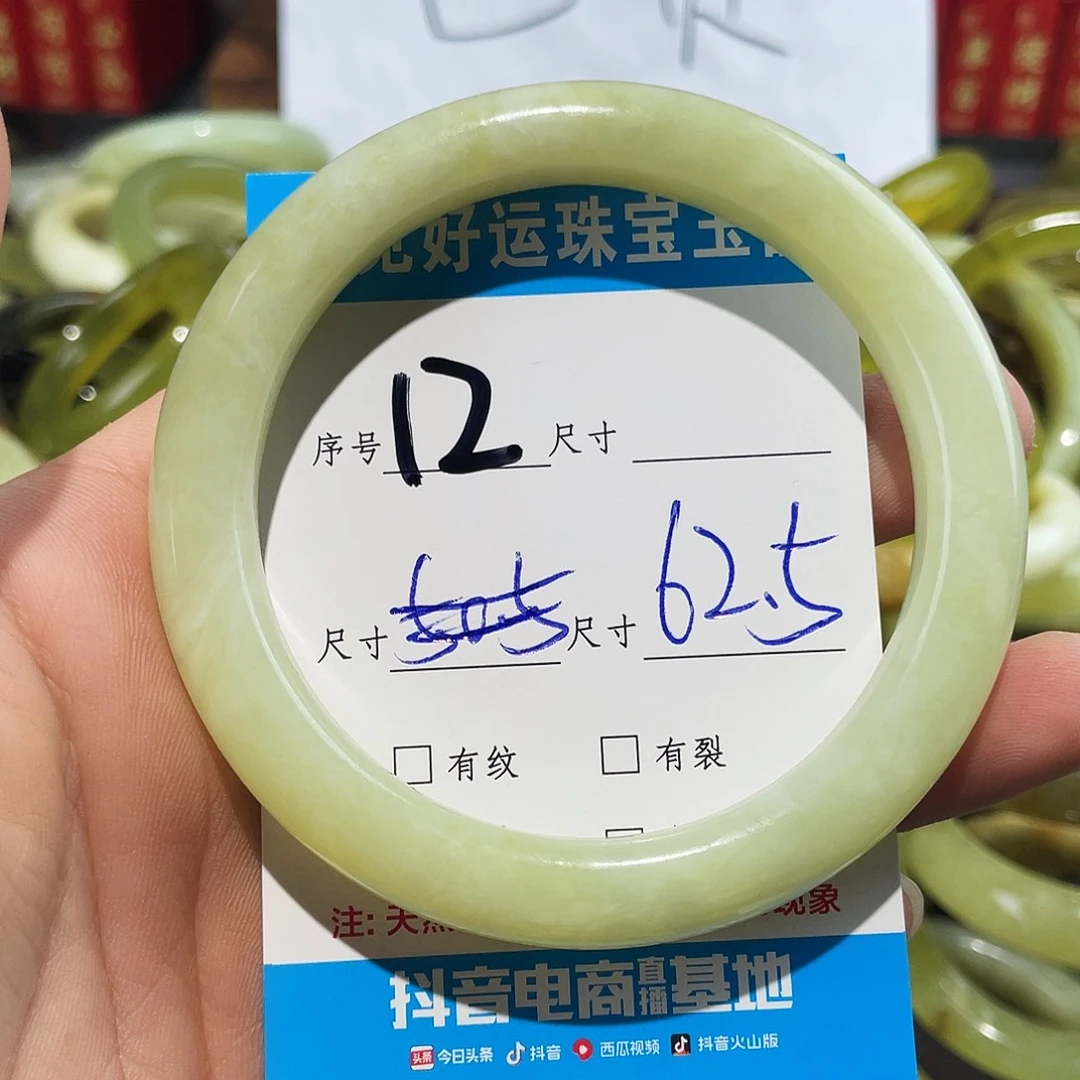 好运珠宝玉
序号 12 尺寸
尺寸 尺寸 62.5
□ 有纹 □ 有裂
注: 天然 现象
抖音电商直播基地
头条 今日头条 抖音 西瓜视频 抖音火山版